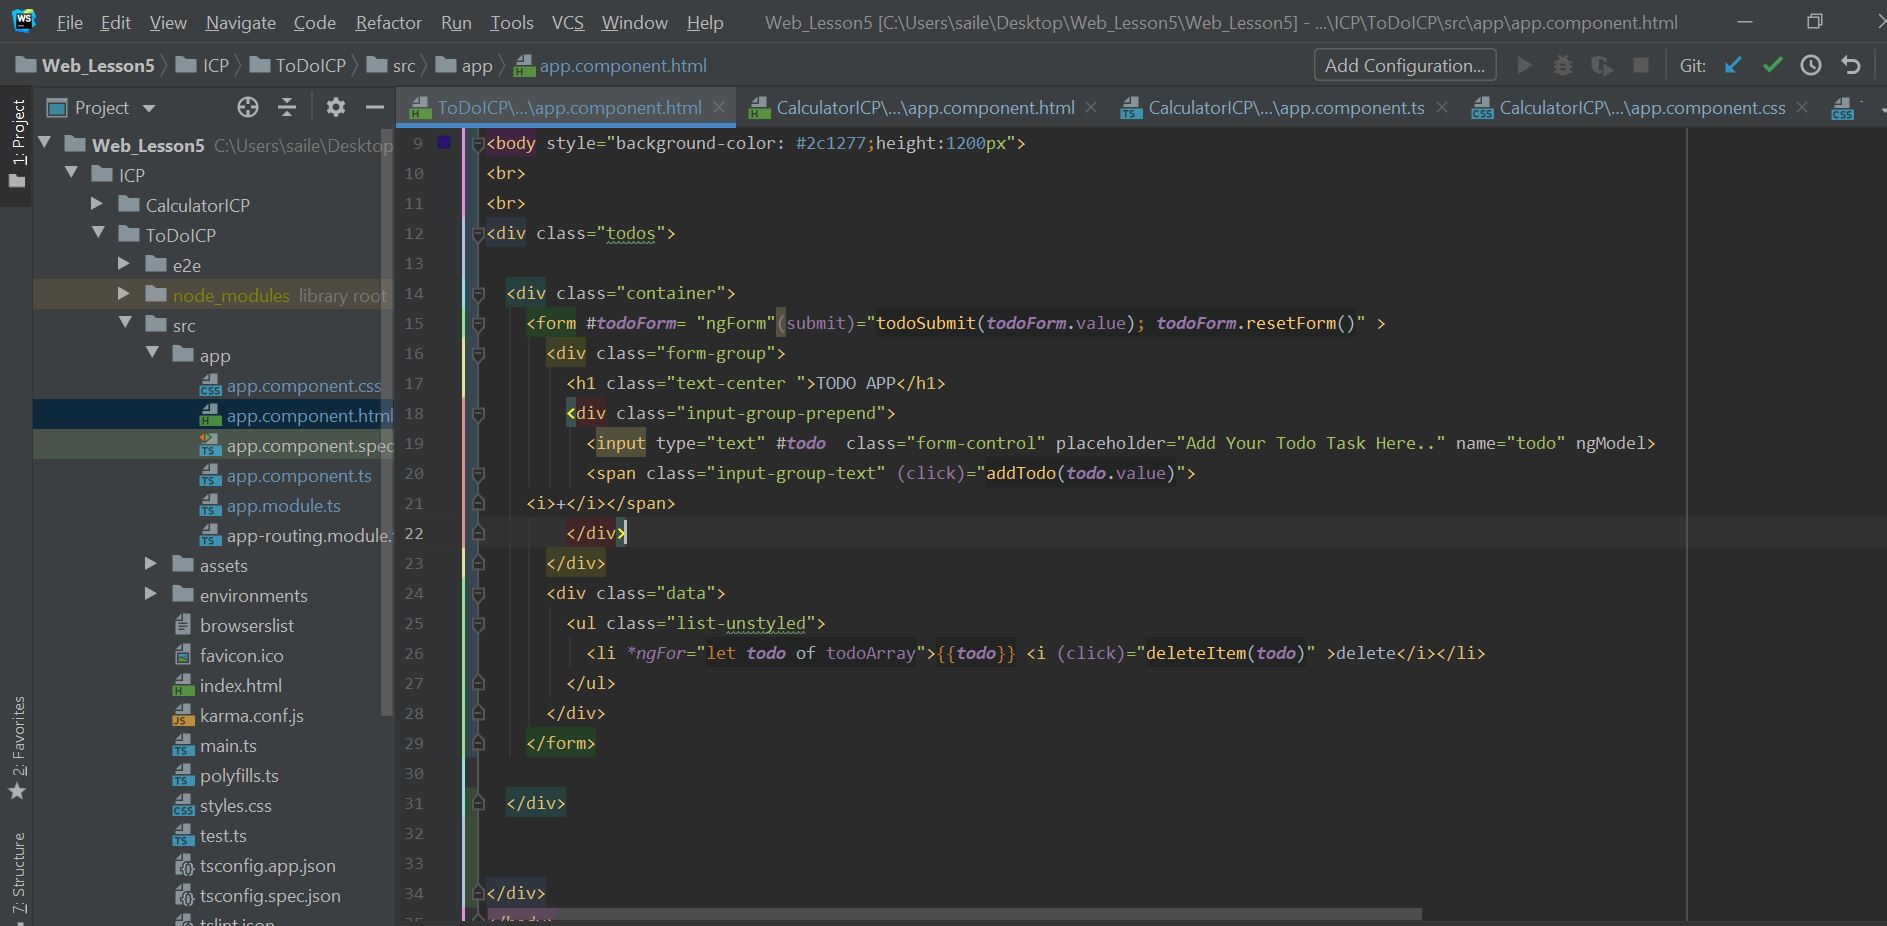 File Edit View Navigate Code Refactor Run Tools VCS Window Help Web_Lesson5 [C:\Users\saile\Desktop\Web_Lesson5\Web_Lesson5] - ...\ICP\ToDoICP\src\app\app.component.html
Web_Lesson5 ICP ToDoICP src app app.component.html Add Configuration... Git:
Project ToDoICP\...\app.component.html CalculatorICP\...\app.component.html CalculatorICP\...\app.component.ts CalculatorICP\...\app.component.css
1: Project
2: Favorites
7: Structure
Web_Lesson5 C:\Users\saile\Desktop
ICP
CalculatorICP
ToDoICP
e2e
node_modules library root
src
app
app.component.css
app.component.html
app.component.spec
app.component.ts
app.module.ts
app-routing.module.
assets
environments
browserslist
favicon.ico
index.html
karma.conf.js
main.ts
polyfills.ts
styles.css
test.ts
tsconfig.app.json
tsconfig.spec.json
tslint.json
9 <body style="background-color: #2c1277;height:1200px">
10 <br>
11 <br>
12 <div class="todos">
13
14 <div class="container">
15 <form #todoForm= "ngForm"(submit)="todoSubmit(todoForm.value); todoForm.resetForm()" >
16 <div class="form-group">
17 <h1 class="text-center ">TODO APP</h1>
18 <div class="input-group-prepend">
19 <input type="text" #todo  class="form-control" placeholder="Add Your Todo Task Here.." name="todo" ngModel>
20 <span class="input-group-text" (click)="addTodo(todo.value)">
21 <i>+</i></span>
22 </div>
23 </div>
24 <div class="data">
25 <ul class="list-unstyled">
26 <li *ngFor="let todo of todoArray">{{todo}} <i (click)="deleteItem(todo)" >delete</i></li>
27 </ul>
28 </div>
29 </form>
30
31 </div>
32
33
34 </div>
35 </body>